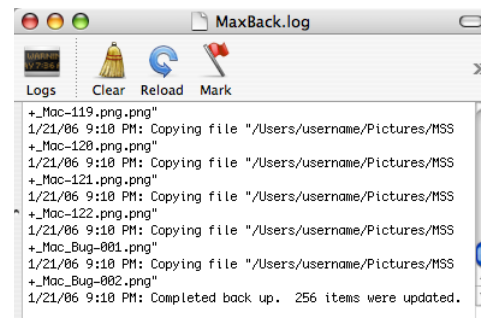 MaxBack.log
Logs Clear Reload Mark
+_Mac-119.png.png"
1/21/06 9:10 PM: Copying file "/Users/username/Pictures/MSS
+_Mac-120.png.png"
1/21/06 9:10 PM: Copying file "/Users/username/Pictures/MSS
+_Mac-121.png.png"
1/21/06 9:10 PM: Copying file "/Users/username/Pictures/MSS
+_Mac-122.png.png"
1/21/06 9:10 PM: Copying file "/Users/username/Pictures/MSS
+_Mac_Bug-001.png"
1/21/06 9:10 PM: Copying file "/Users/username/Pictures/MSS
+_Mac_Bug-002.png"
1/21/06 9:10 PM: Completed back up.  256 items were updated.